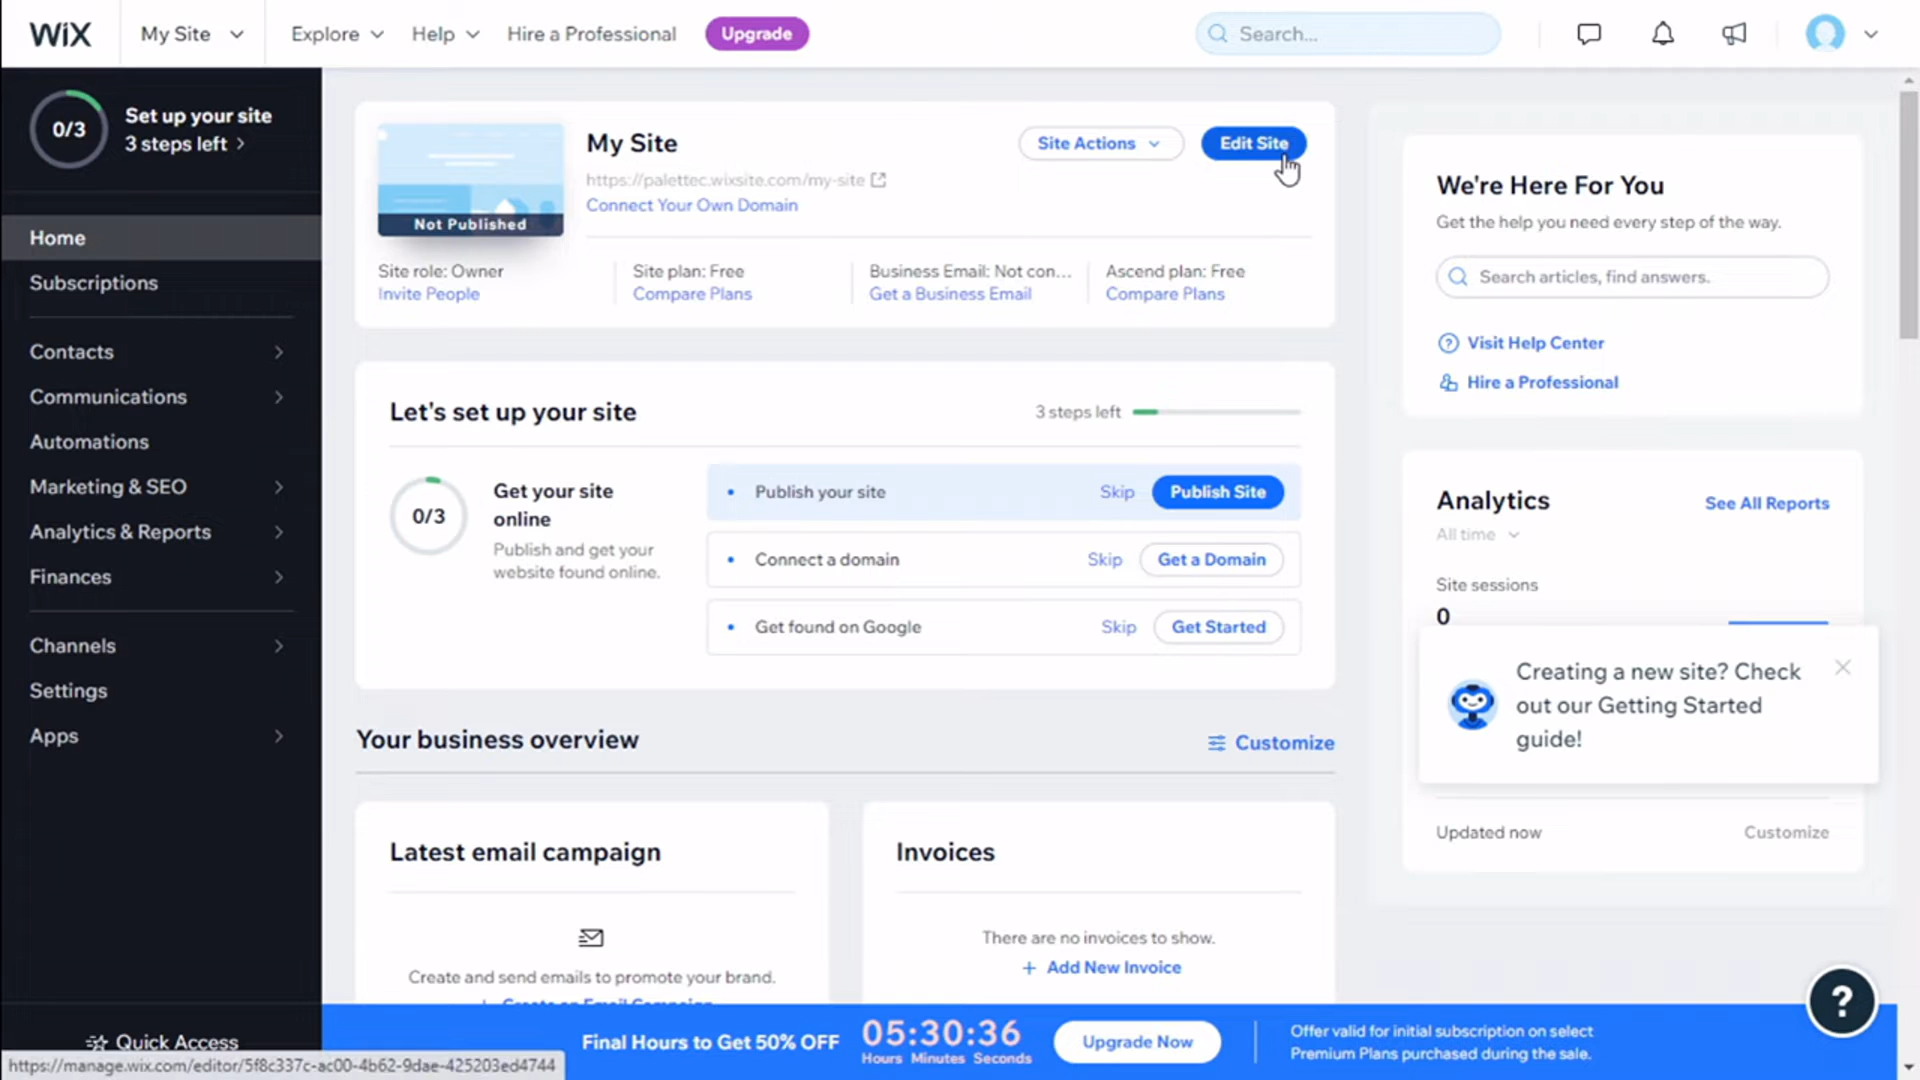 WiX
My Site
Explore
Help
Hire a Professional
Upgrade
Search...
0/3
Set up your site
3 steps left
Home
Subscriptions
Contacts
Communications
Automations
Marketing & SEO
Analytics & Reports
Finances
Channels
Settings
Apps
Quick Access
https://manage.wix.com/editor/5f8c337c-ac00-4b62-9dae-425203ed4744
Not Published
My Site
Site Actions
Edit Site
https://palettec.wixsite.com/my-site
Connect Your Own Domain
Site role: Owner
Invite People
Site plan: Free
Compare Plans
Business Email: Not con...
Get a Business Email
Ascend plan: Free
Compare Plans
Let's set up your site
3 steps left
0/3
Get your site
online
Publish and get your
website found online.
Publish your site
Skip
Publish Site
Connect a domain
Skip
Get a Domain
Get found on Google
Skip
Get Started
Your business overview
Customize
Latest email campaign
Create and send emails to promote your brand.
+ Create an Email Campaign
Invoices
There are no invoices to show.
+ Add New Invoice
We're Here For You
Get the help you need every step of the way.
Search articles, find answers.
Visit Help Center
Hire a Professional
Analytics
See All Reports
All time
Site sessions
0
Creating a new site? Check
out our Getting Started
guide!
Updated now
Customize
?
Final Hours to Get 50% OFF
05:30:36
Hours Minutes Seconds
Upgrade Now
Offer valid for initial subscription on select
Premium Plans purchased during the sale.